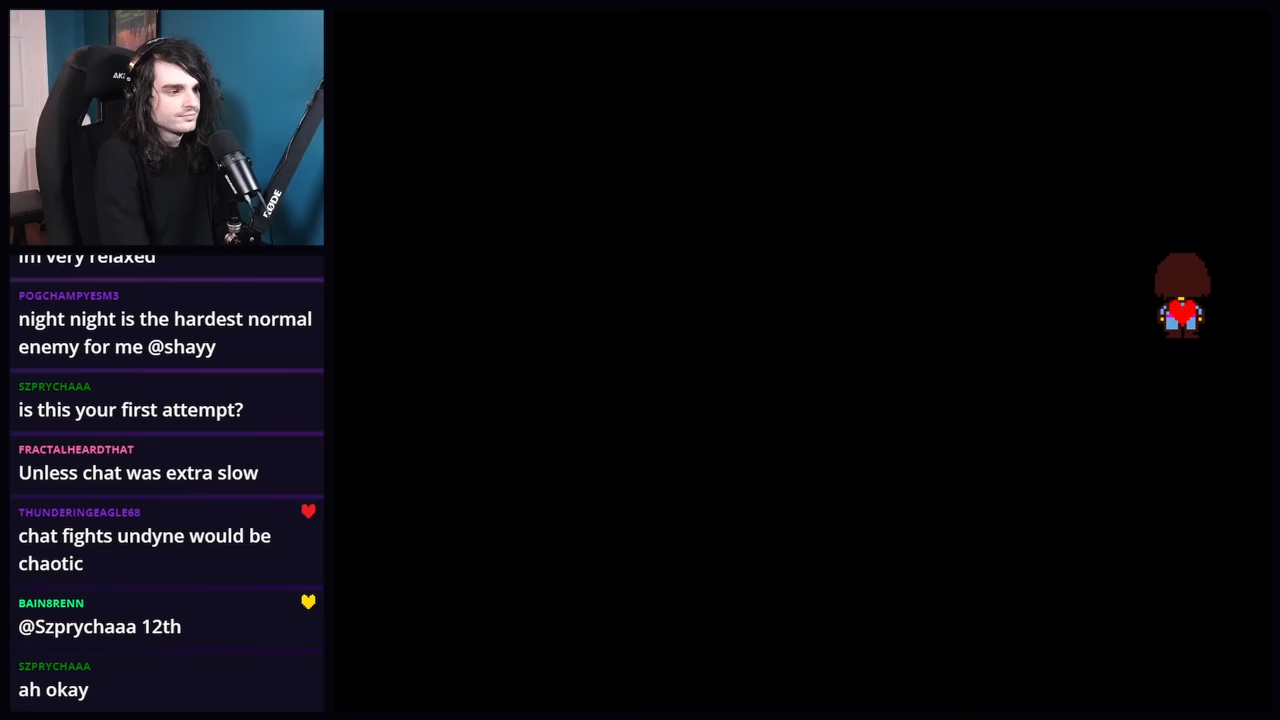 im very relaxed
POGCHAMPYESM3
night night is the hardest normal
enemy for me @shayy
SZPRYCHAAA
is this your first attempt?
FRACTALHEARDTHAT
Unless chat was extra slow
THUNDERINGEAGLE68
chat fights undyne would be
chaotic
BAIN8RENN
@Szprychaaa 12th
SZPRYCHAAA
ah okay
RØDE